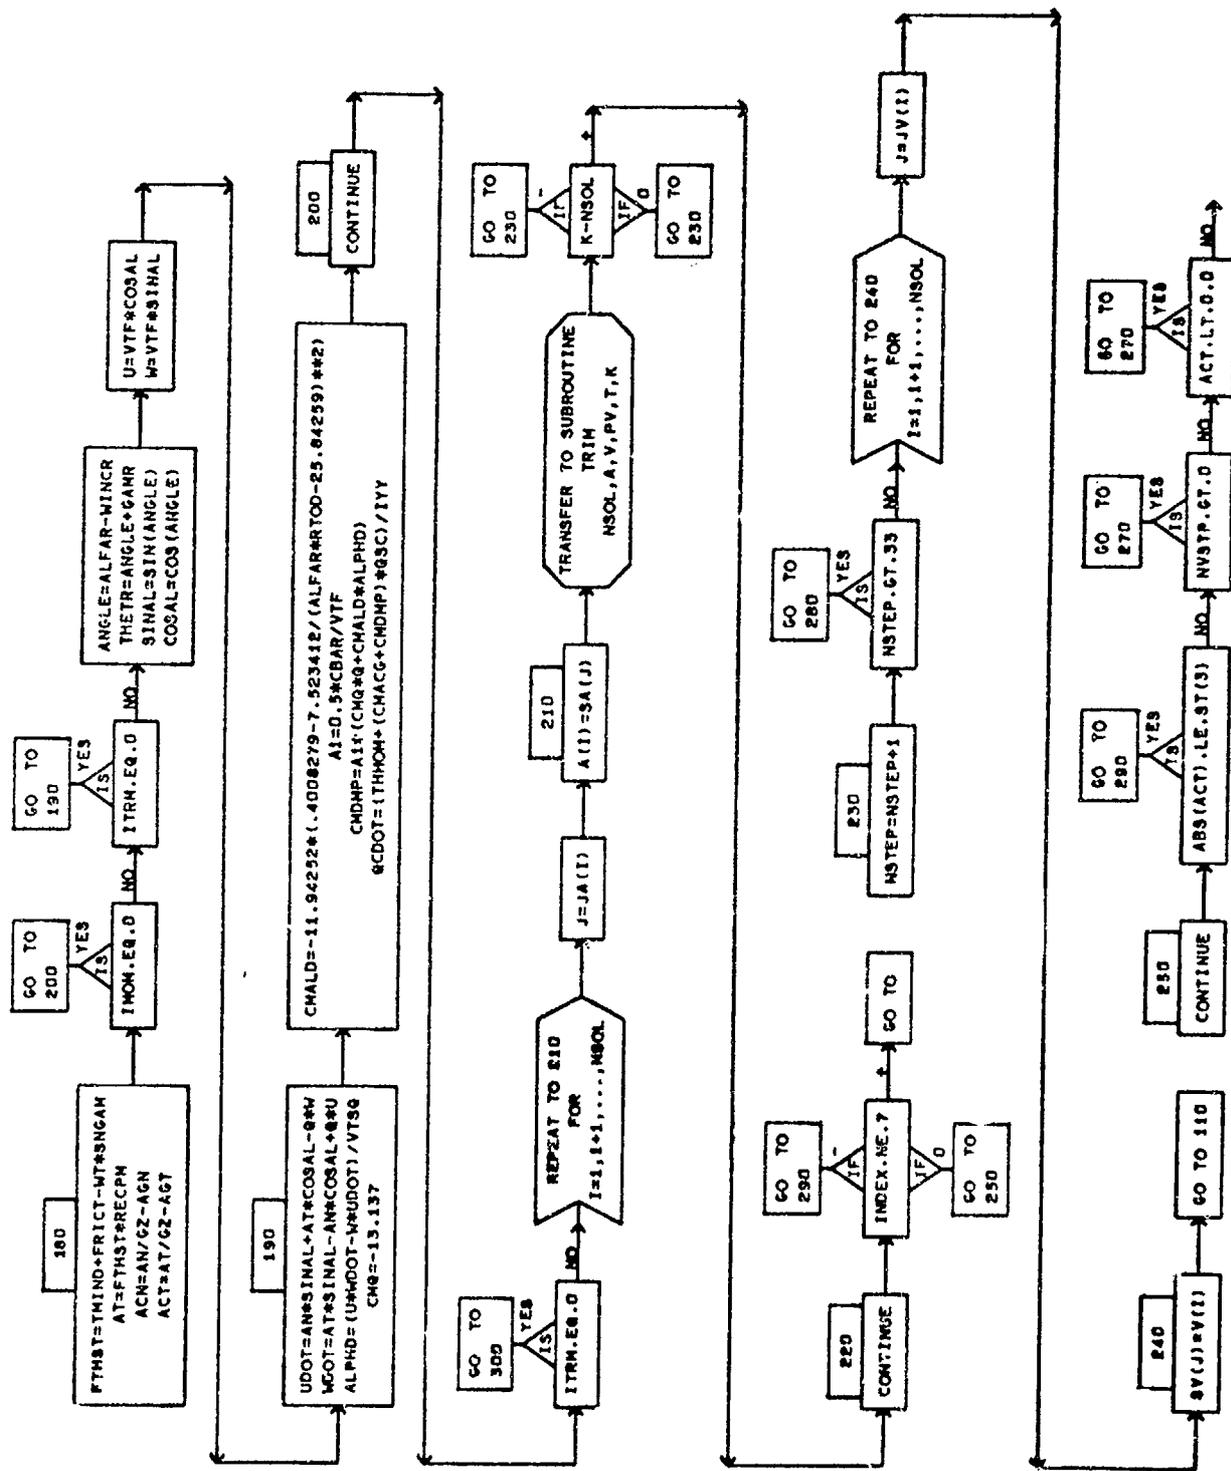 180
FTHST=TMIND+FRICT-WT*SNGAM
AT=FTHST*RECPM
ACN=AN/GZ-AGN
ACT=AT/GZ-AGT
GO TO
200
IS YES
IMOM.EQ.0
NO
GO TO
190
IS YES
ITRM.EQ.0
NO
ANGLE=ALFAR-WINCR
THETR=ANGLE+GAMR
SINAL=SIN(ANGLE)
COSAL=COS(ANGLE)
U=VTF*COSAL
W=VTF*SINAL
190
UDOT=AN*SINAL+AT*COSAL-Q*W
WDOT=AT*SINAL-AN*COSAL+Q*U
ALPHD=(U*WDOT-W*UDOT)/VTSQ
CMQ=-13.137
CMALD=-11.94252*(.4008279-7.523412/(ALFAR*RTOD-25.84259)**2)
A1=0.5*CBAR/VTF
CMDMP=A1*(CMQ*Q+CMALD*ALPHD)
QCDOT=(THMOM+(CMACG+CMDMP)*QSC)/IYY
200
CONTINUE
GO TO
300
IS YES
ITRM.EQ.0
NO
REPEAT TO 210
FOR
I=1,1+1,...,NSOL
J=JA(I)
210
A(I)=SA(J)
TRANSFER TO SUBROUTINE
TRIM
NSOL,A,V,PV,T,K
GO TO
230
IF -
K-NSOL
+
IF 0
GO TO
230
220
CONTINUE
GO TO
290
IF -
INDEX.NE.7
+
GO TO
IF 0
GO TO
250
230
NSTEP=NSTEP+1
GO TO
280
IS YES
NSTEP.GT.33
NO
REPEAT TO 240
FOR
I=1,1+1,...,NSOL
J=JV(I)
240
SV(J)=V(I)
GO TO 110
250
CONTINUE
GO TO
290
IS YES
ABS(ACT).LE.ST(3)
NO
GO TO
270
IS YES
NVSTP.GT.0
NO
GO TO
270
IS YES
ACT.LT.0.0
NO